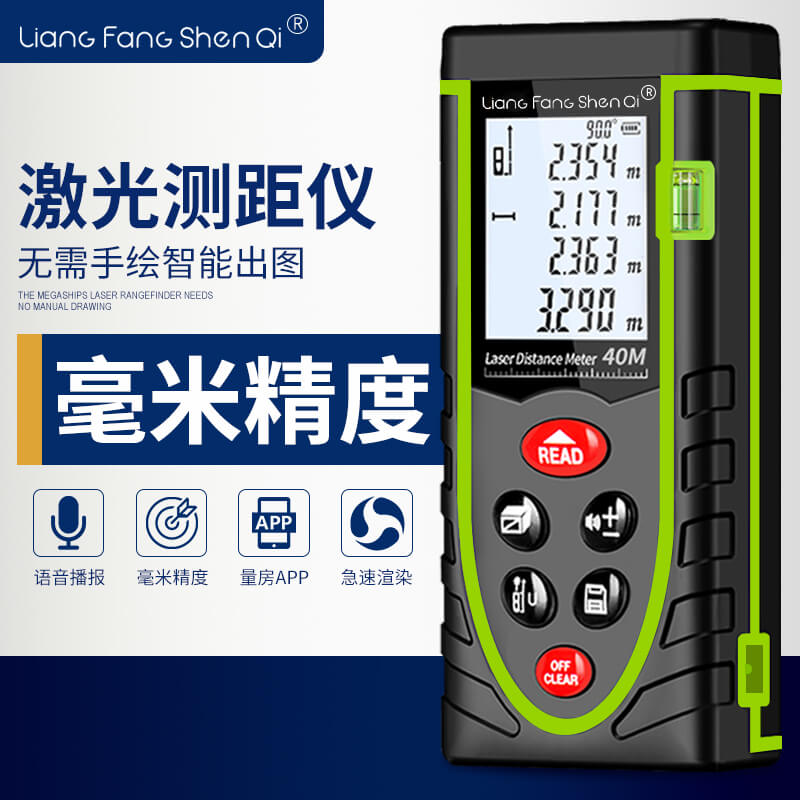 Liang Fang Shen Qi®
激光测距仪
无需手绘智能出图
THE MEGASHIPS LASER RANGEFINDER NEEDS
NO MANUAL DRAWING
毫米精度
APP
语音播报
毫米精度
量房APP
急速渲染
Liang Fang Shen Qi®
900°
2.354 m
2.177 m
2.363 m
3.290 m
Laser Distance Meter 40M
READ
OFF
CLEAR